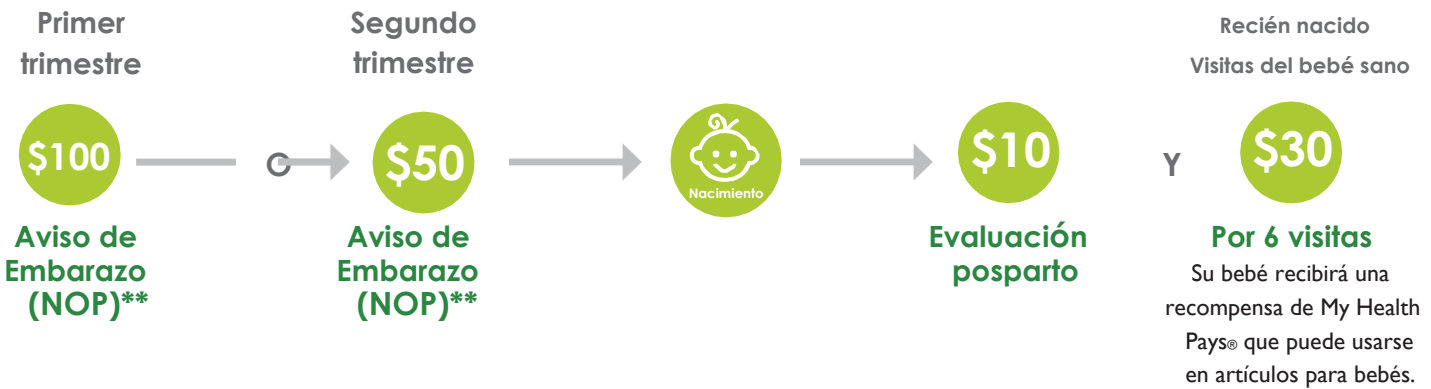 Primer
trimestre
$100
Aviso de
Embarazo
(NOP)**
O
Segundo
trimestre
$50
Aviso de
Embarazo
(NOP)**
Nacimiento
$10
Evaluación
posparto
Y
Recién nacido
Visitas del bebé sano
$30
Por 6 visitas
Su bebé recibirá una
recompensa de My Health
Pays® que puede usarse
en artículos para bebés.